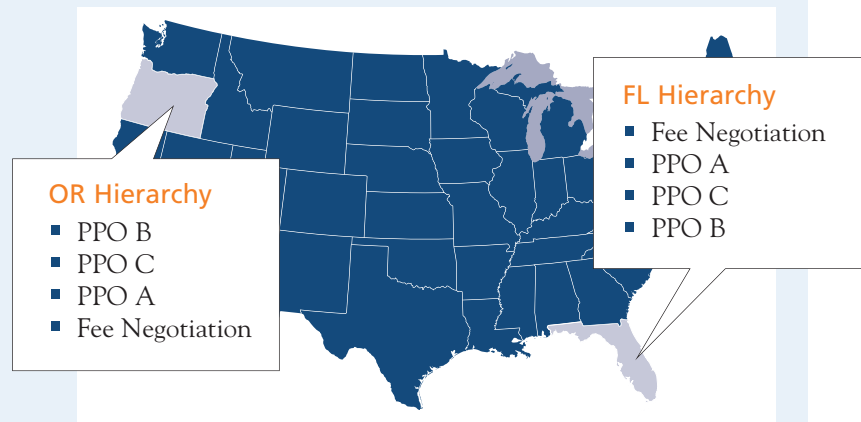 OR Hierarchy
PPO B
PPO C
PPO A
Fee Negotiation
FL Hierarchy
Fee Negotiation
PPO A
PPO C
PPO B